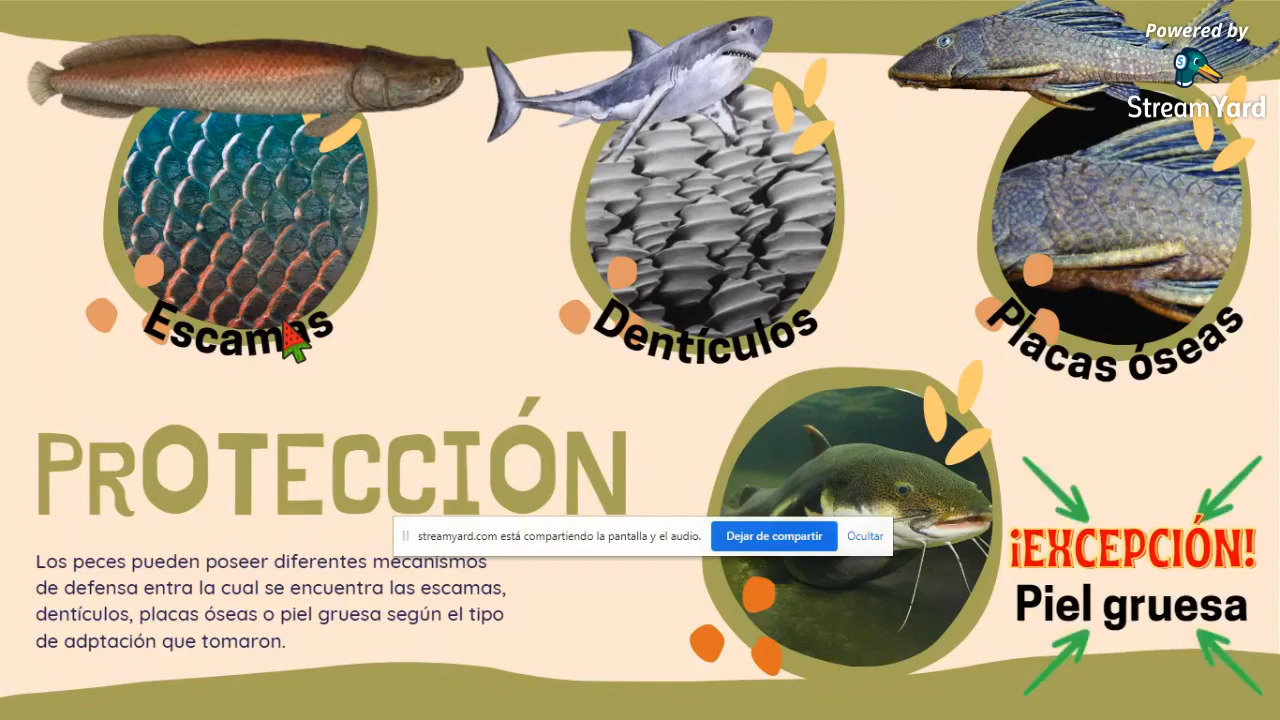 Powered by
StreamYard
Escamas
Dentículos
Placas óseas
PrOTECCIÓN
streamyard.com está compartiendo la pantalla y el audio.
Dejar de compartir
Ocultar
Los peces pueden poseer diferentes mecanismos
de defensa entra la cual se encuentra las escamas,
dentículos, placas óseas o piel gruesa según el tipo
de adptación que tomaron.
¡EXCEPCIÓN!
Piel gruesa